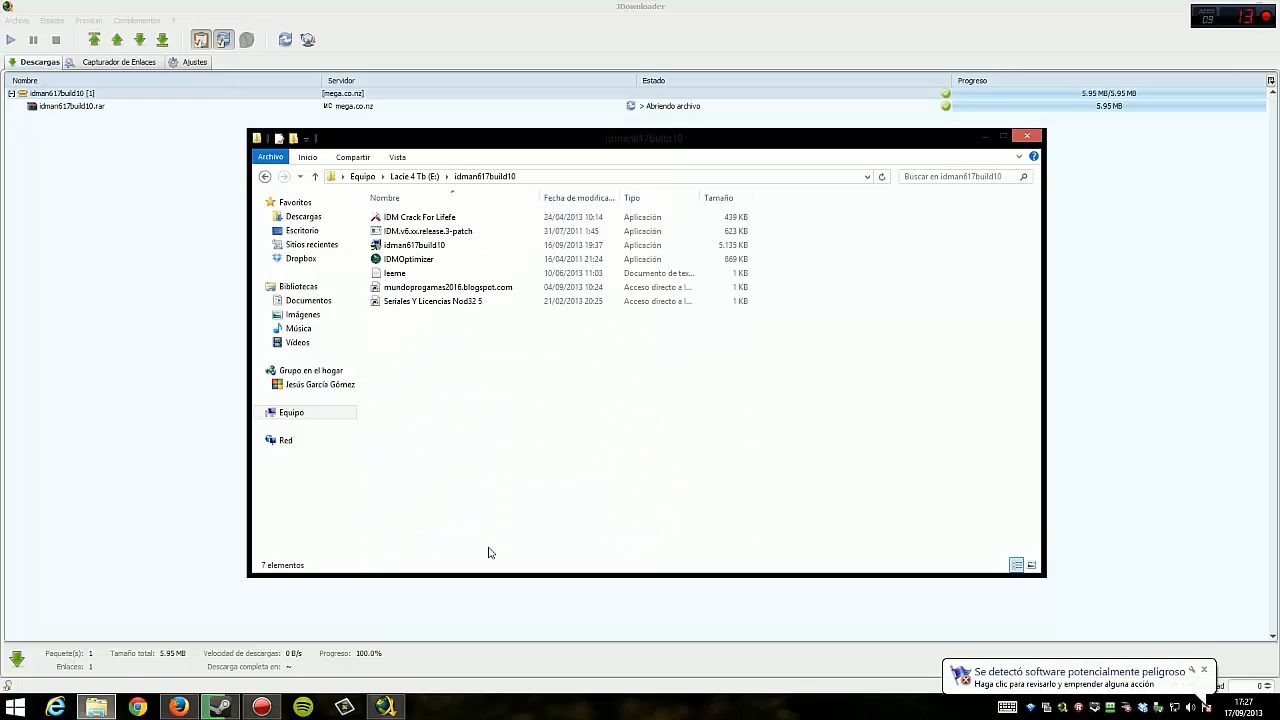 JDownloader
Archivo Enlaces Premium Complementos ?
09 13
Descargas Capturador de Enlaces Ajustes
Nombre Servidor Estado Progreso
idman617build10 [1] [mega.co.nz] 5.95 MB/5.95 MB
idman617build10.rar mega.co.nz > Abriendo archivo 5.95 MB
idman617build10
Archivo Inicio Compartir Vista
Equipo Lacie 4 Tb (E:) idman617build10 Buscar en idman617build10
Nombre Fecha de modifica... Tipo Tamaño
Favoritos
Descargas
Escritorio
Sitios recientes
Dropbox
Bibliotecas
Documentos
Imágenes
Música
Vídeos
Grupo en el hogar
Jesús García Gómez
Equipo
Red
IDM Crack For Lifefe 24/04/2013 10:14 Aplicación 439 KB
IDM.v6.xx.release.3-patch 31/07/2011 1:45 Aplicación 623 KB
idman617build10 16/09/2013 19:37 Aplicación 5.135 KB
IDMOptimizer 16/04/2011 21:24 Aplicación 869 KB
leeme 10/06/2013 11:03 Documento de tex... 1 KB
mundoprogamas2016.blogspot.com 04/09/2013 10:24 Acceso directo a I... 1 KB
Seriales Y Licencias Nod32 5 21/02/2013 20:25 Acceso directo a I... 1 KB
7 elementos
Paquete(s): 1 Tamaño total: 5.95 MB Velocidad de descargas: 0 B/s Progreso: 100.0%
Enlaces: 1 Descarga completa en: ~
Se detectó software potencialmente peligroso
Haga clic para revisarlo y emprender alguna acción
0
17:27
17/09/2013